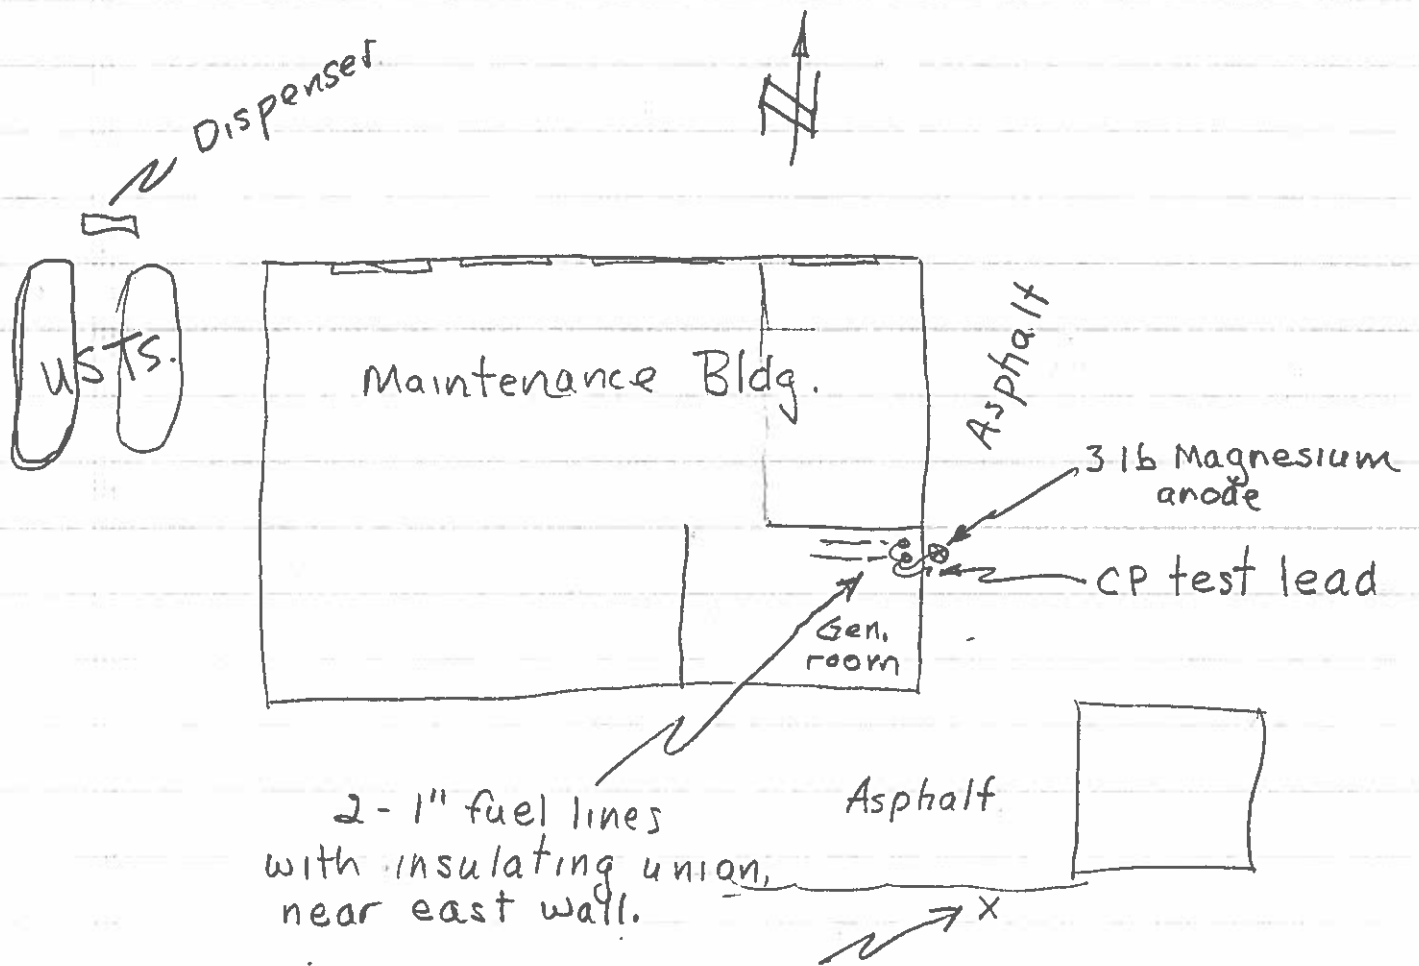 Dispenser
N
USTS.
Maintenance Bldg.
Asphalt
3 lb Magnesium
anode
CP test lead
Gen.
room
2-1" fuel lines
with insulating union,
near east wall.
Asphalt
X